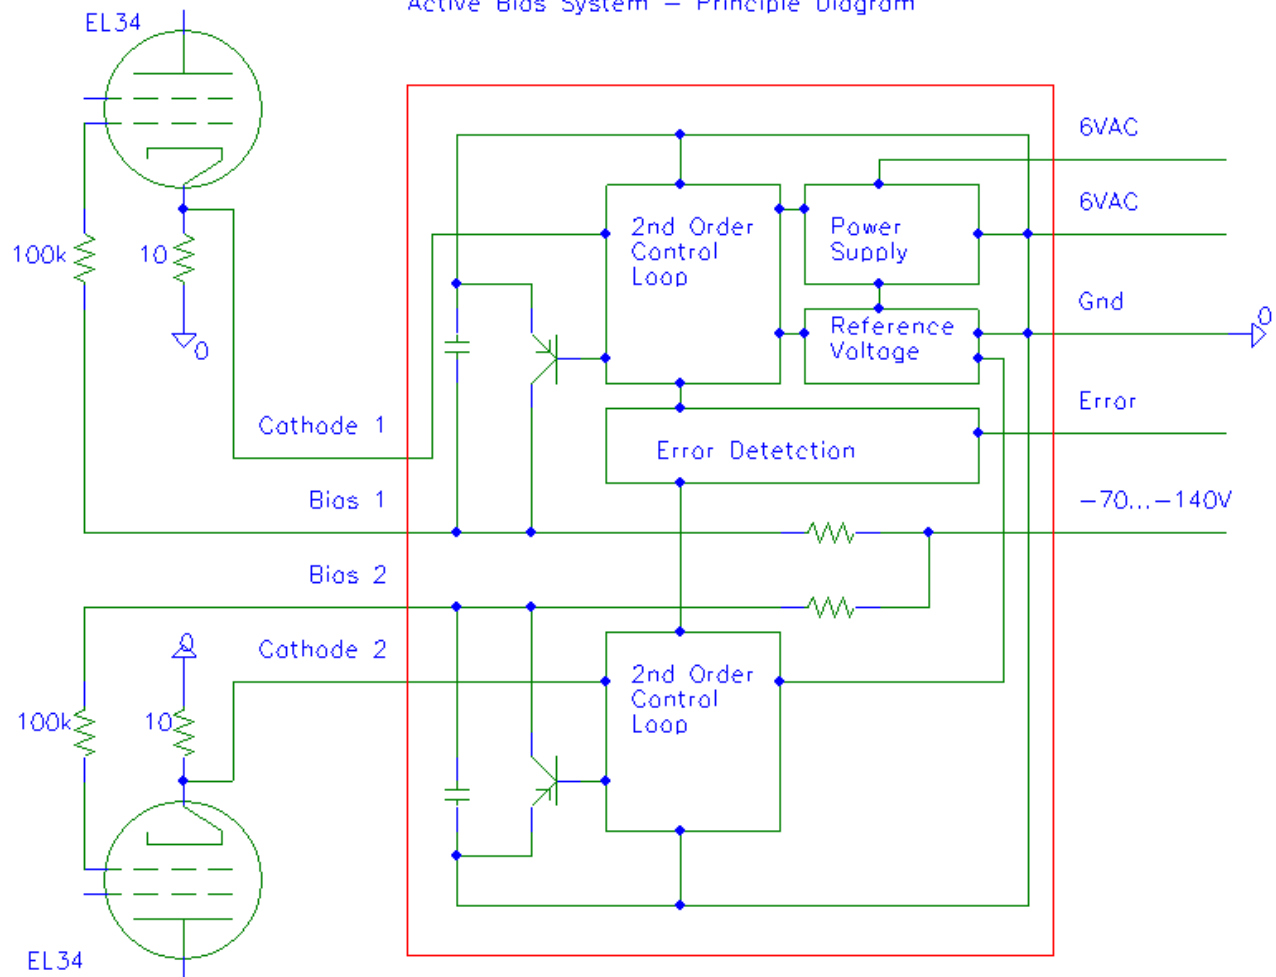 Active Bias System – Principle Diagram
EL34
6VAC
6VAC
2nd Order
Control
Loop
Power
Supply
100k
10
Gnd
0
Reference
Voltage
0
Error
Cathode 1
Error Detetction
Bias 1
-70...-140V
Bias 2
0
Cathode 2
2nd Order
Control
Loop
100k
10
EL34